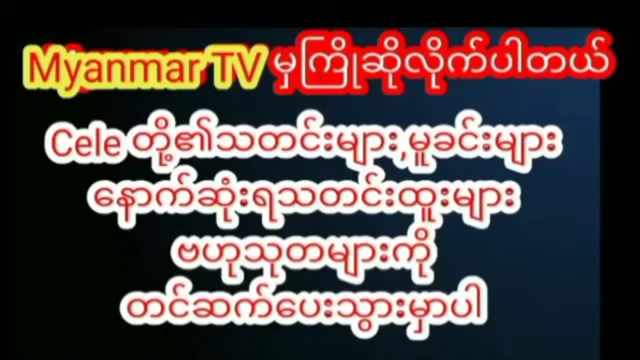 Myanmar TV မှကြိုဆိုလိုက်ပါတယ်
Cele တို့၏သတင်းများ,မူခင်းများ
နောက်ဆုံးရသတင်းထူးများ
ဗဟုသုတများကို
တင်ဆက်ပေးသွားမှာပါ